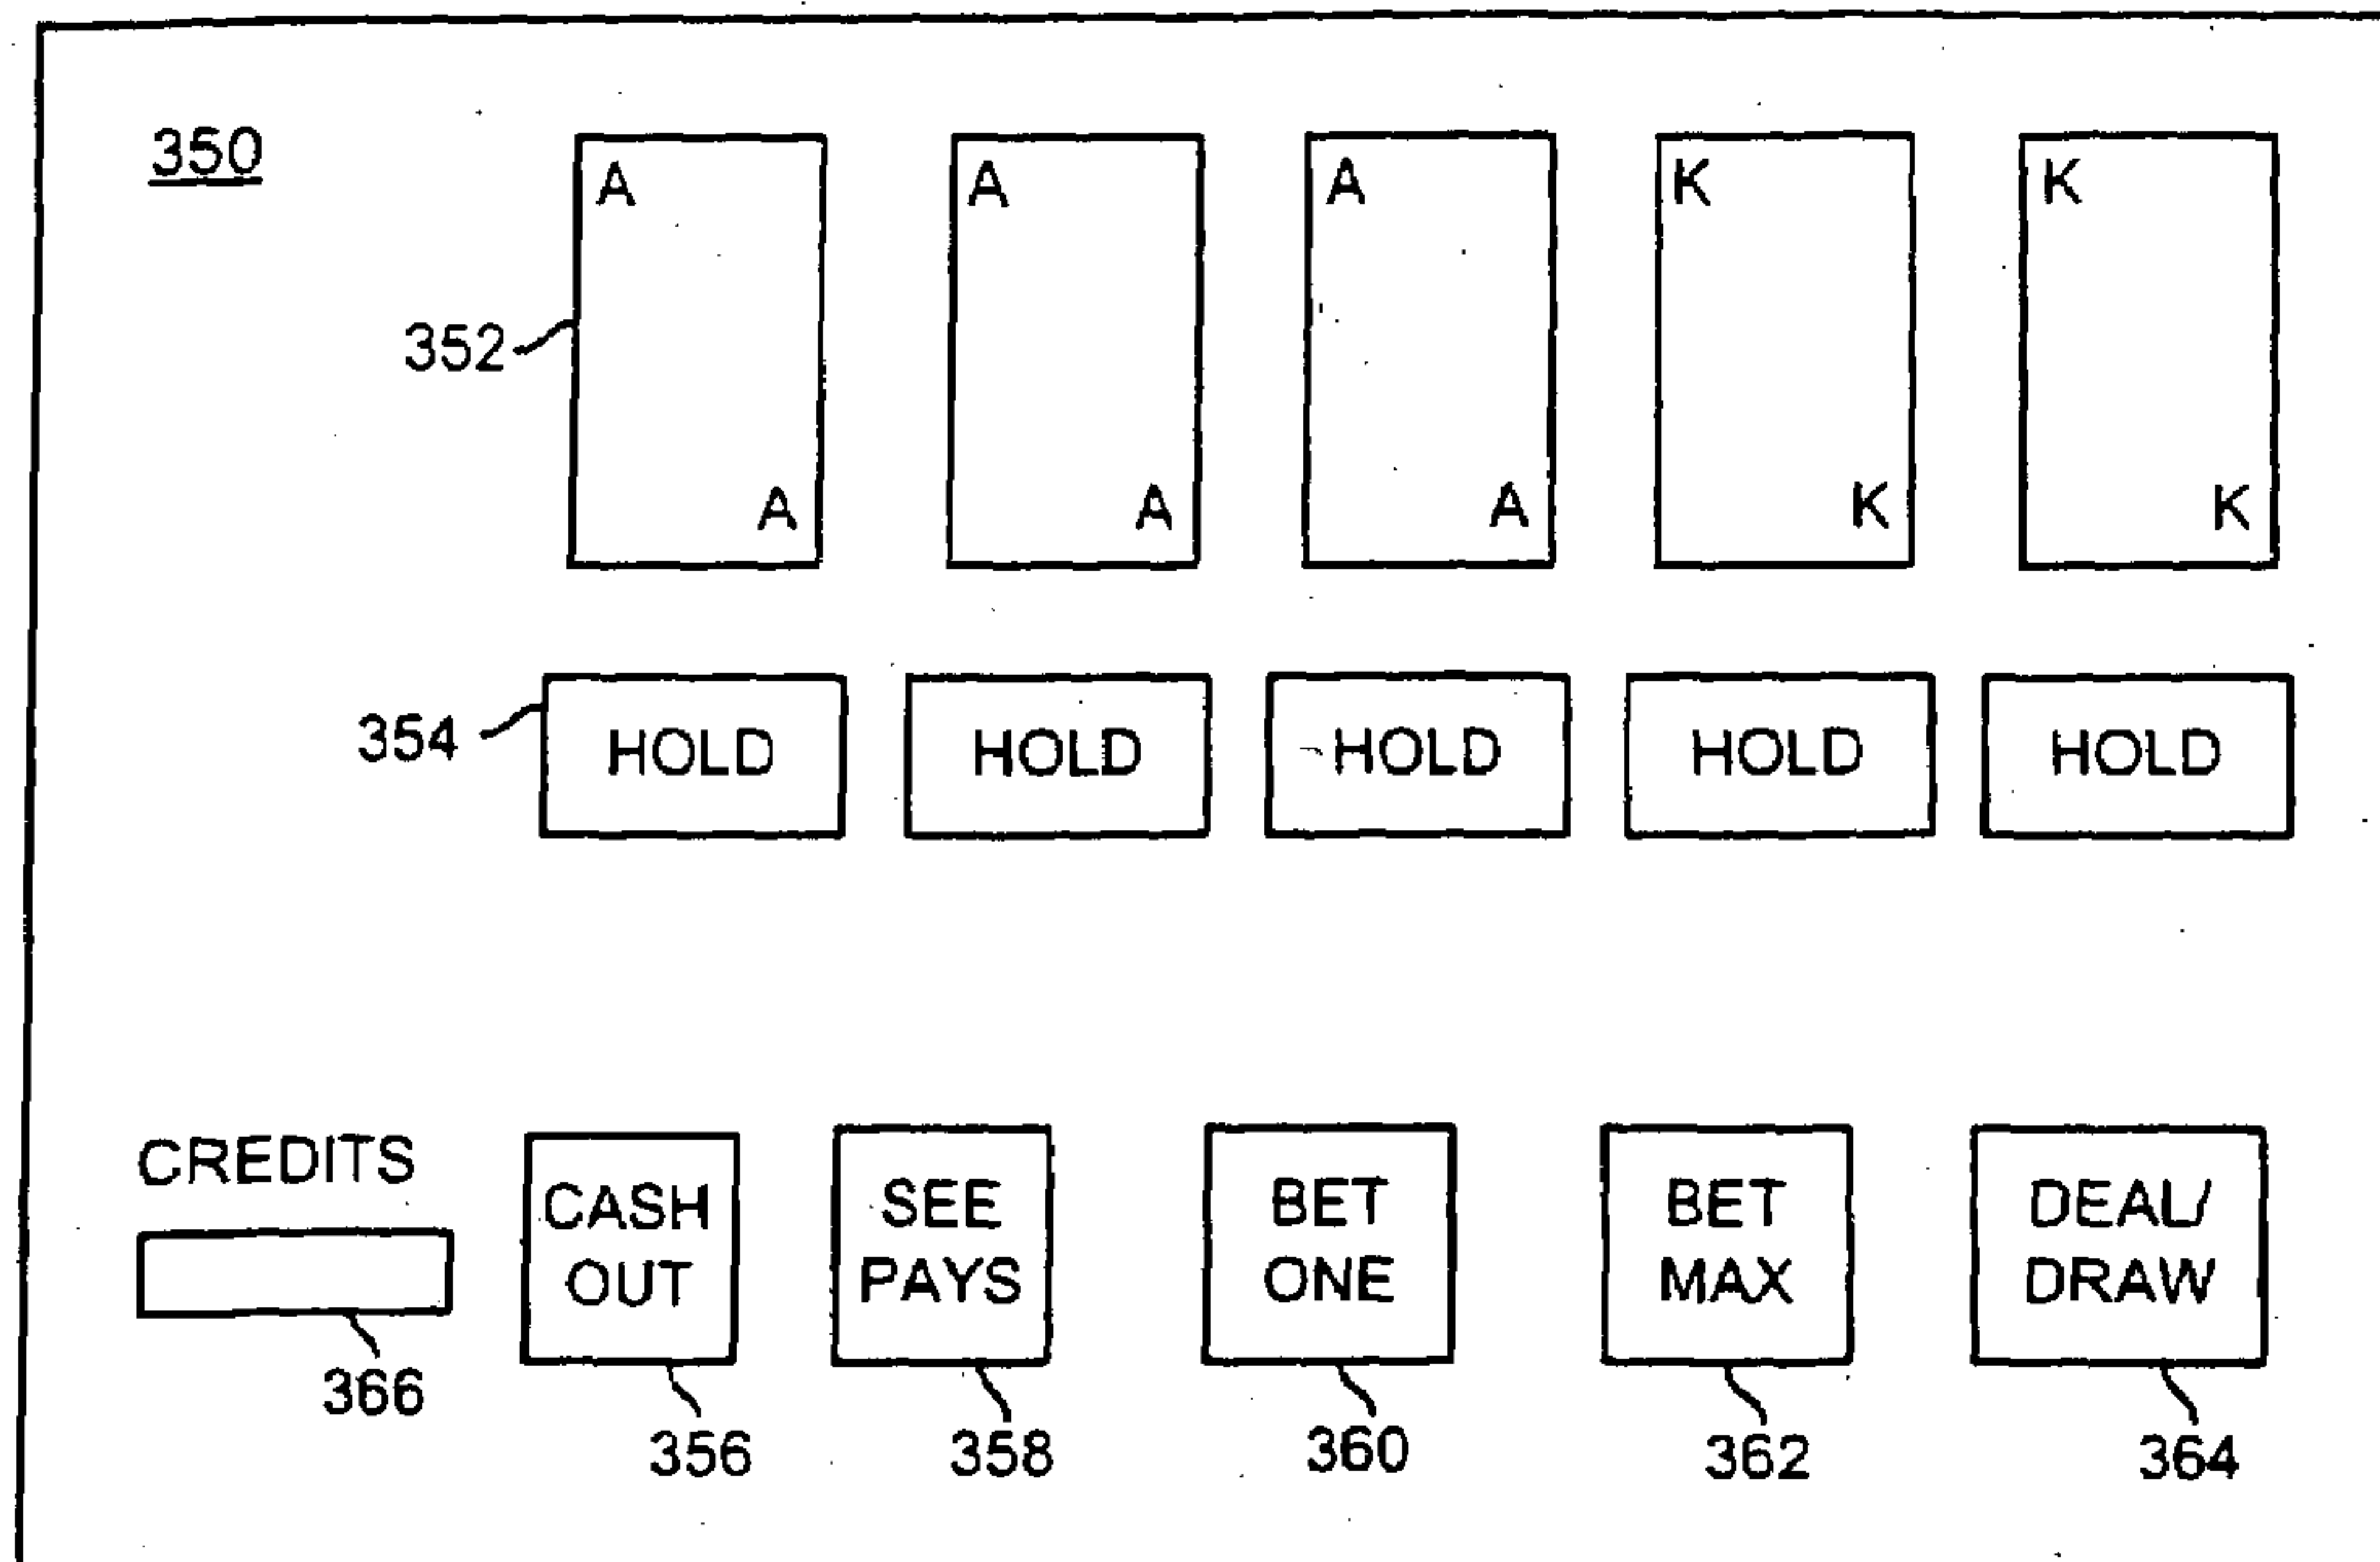 350
A A A K K
352
A A A K K
354 HOLD HOLD HOLD HOLD HOLD
CREDITS
CASH OUT
SEE PAYS
BET ONE
BET MAX
DEAL/ DRAW
366
356 358 360 362 364